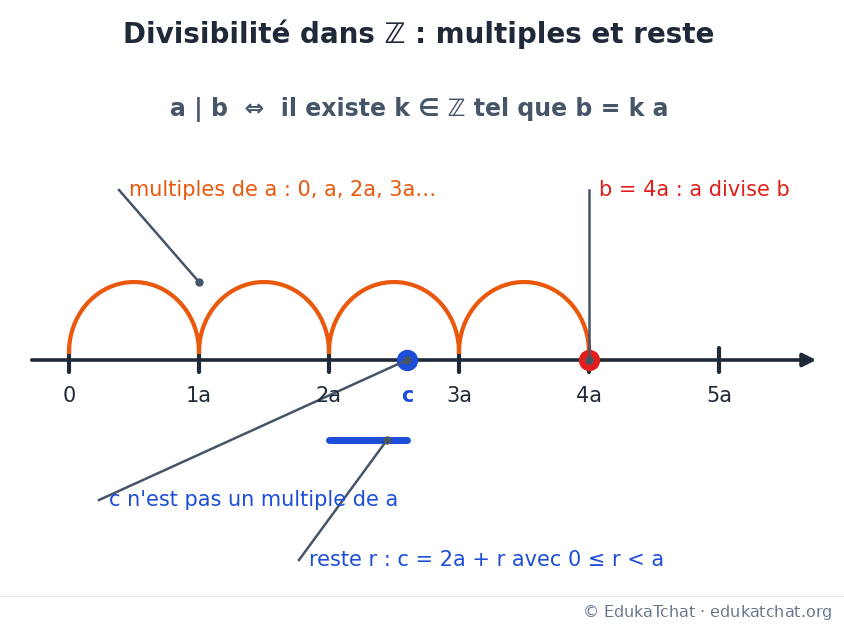 Divisibilité dans ℤ : multiples et reste
a | b ⇔ il existe k ∈ ℤ tel que b = k a
multiples de a : 0, a, 2a, 3a…
b = 4a : a divise b
0 1a 2a c 3a 4a 5a
c n'est pas un multiple de a
reste r : c = 2a + r avec 0 ≤ r < a
© EdukaTchat · edukatchat.org